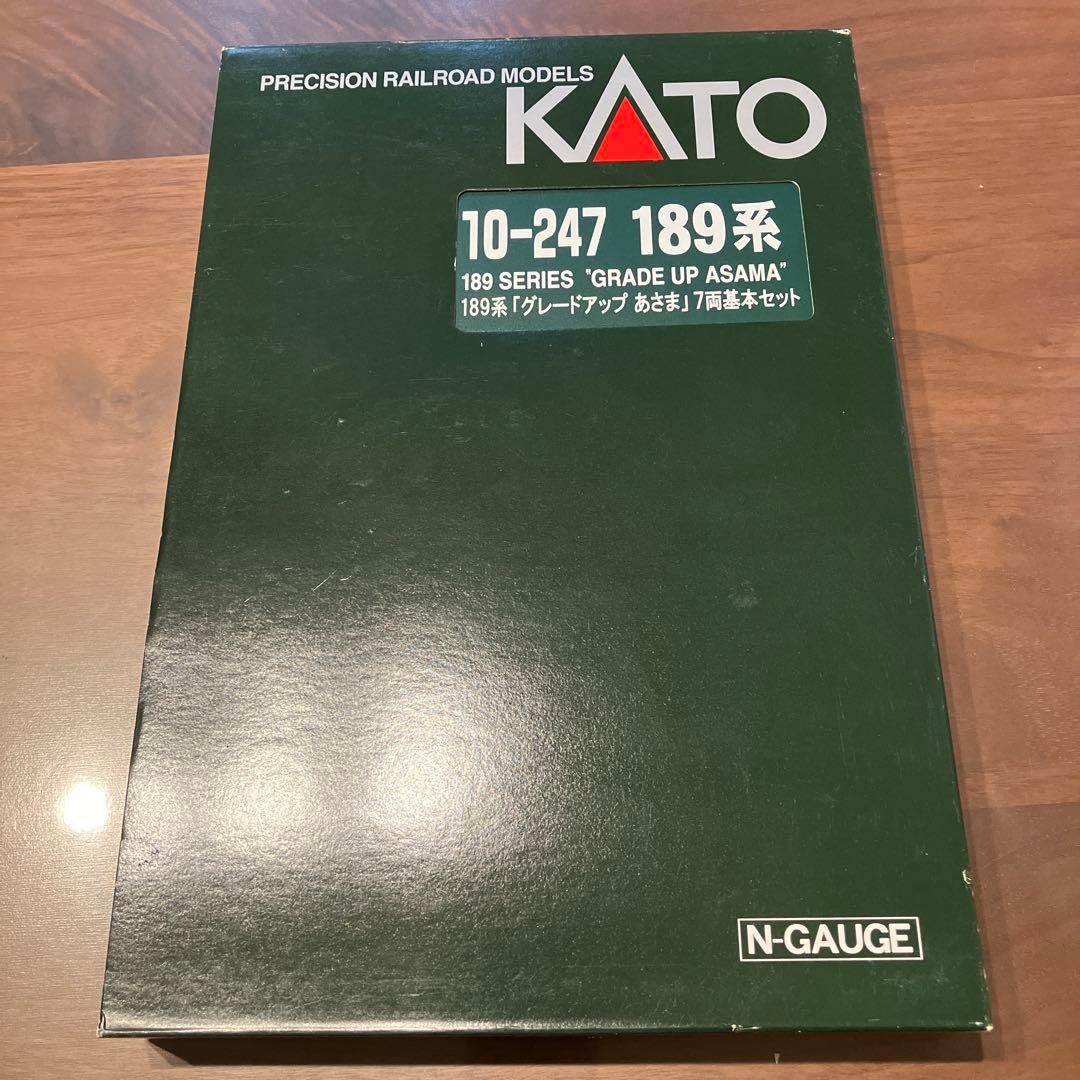 PRECISION RAILROAD MODELS
KATO
10-247 189系
189 SERIES "GRADE UP ASAMA"
189系「グレードアップ あさま」7両基本セット
N-GAUGE